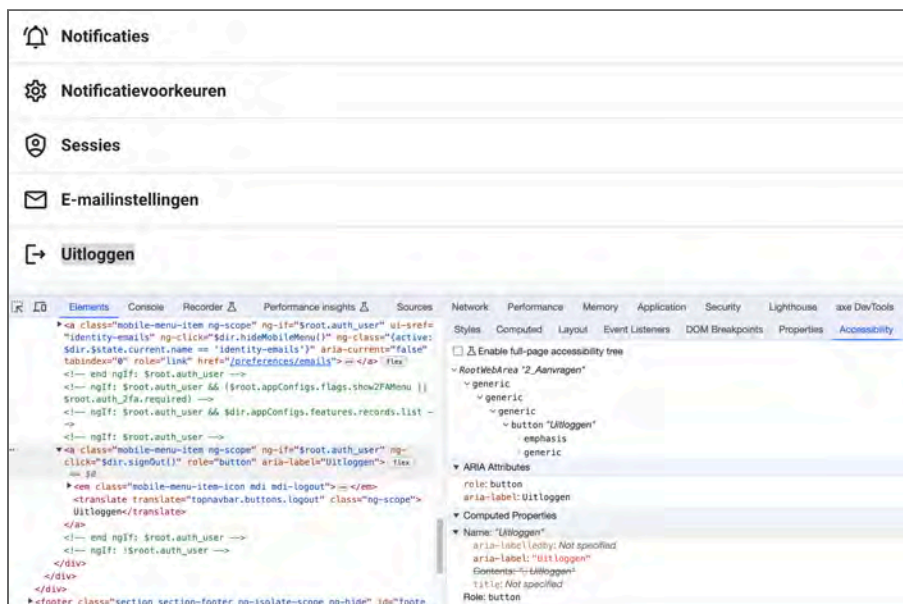 Notificaties
Notificatievoorkeuren
Sessies
E-mailinstellingen
Uitloggen
Elements Console Recorder Performance insights Sources Network Performance Memory Application Security Lighthouse axe DevTools
<a class="mobile-menu-item ng-scope" ng-if="$root.auth_user" ui-sref=
"identity-emails" ng-click="$dir.hideMobileMenu()" ng-class="{active:
$dir.$state.current.name == 'identity-emails'}" aria-current="false"
tabindex="0" role="link" href="/preferences/emails">…</a> flex
<!-- end ngIf: $root.auth_user -->
<!-- ngIf: $root.auth_user && ($root.appConfigs.flags.show2FAMenu ||
$root.auth_2fa.required) -->
<!-- ngIf: $root.auth_user && $dir.appConfigs.features.records.list -
->
<!-- ngIf: $root.auth_user -->
<a class="mobile-menu-item ng-scope" ng-if="$root.auth_user" ng-
click="$dir.signOut()" role="button" aria-label="Uitloggen"> flex
== $0
<em class="mobile-menu-item-icon mdi mdi-logout">…</em>
<translate translate="topnavbar.buttons.logout" class="ng-scope">
Uitloggen</translate>
</a>
<!-- end ngIf: $root.auth_user -->
<!-- ngIf: !$root.auth_user -->
</div>
</div>
</div>
<footer class="section section-footer ng-isolate-scope ng-hide" id="foote
Styles Computed Layout Event Listeners DOM Breakpoints Properties Accessibility
Enable full-page accessibility tree
RootWebArea "2_Aanvragen"
generic
generic
generic
button "Uitloggen"
emphasis
generic
ARIA Attributes
role: button
aria-label: Uitloggen
Computed Properties
Name: "Uitloggen"
aria-labelledby: Not specified
aria-label: "Uitloggen"
Contents: " Uitloggen"
title: Not specified
Role: button